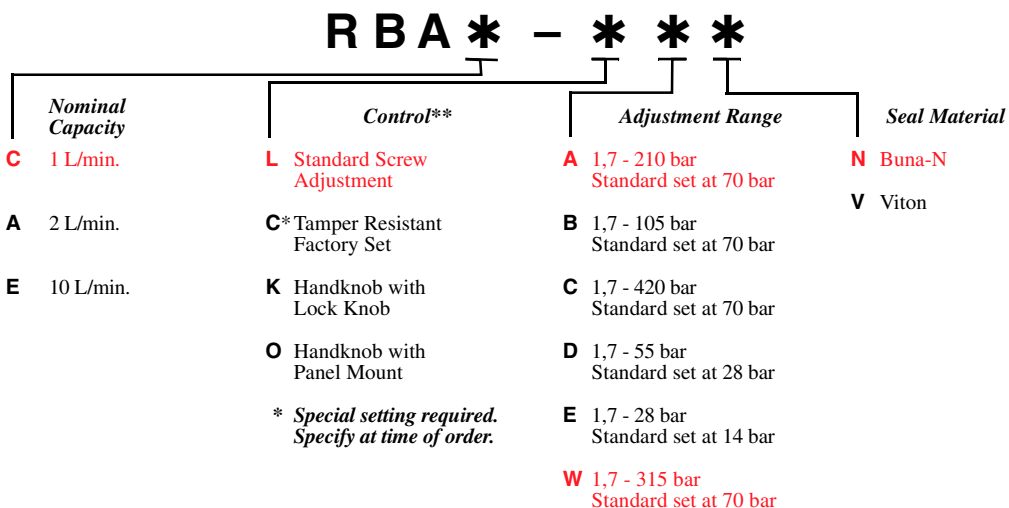 RBA* – ***
Nominal
Capacity
C 1 L/min.
A 2 L/min.
E 10 L/min.
Control**
L Standard Screw
Adjustment
C* Tamper Resistant
Factory Set
K Handknob with
Lock Knob
O Handknob with
Panel Mount
* Special setting required.
Specify at time of order.
Adjustment Range
A 1,7 - 210 bar
Standard set at 70 bar
B 1,7 - 105 bar
Standard set at 70 bar
C 1,7 - 420 bar
Standard set at 70 bar
D 1,7 - 55 bar
Standard set at 28 bar
E 1,7 - 28 bar
Standard set at 14 bar
W 1,7 - 315 bar
Standard set at 70 bar
Seal Material
N Buna-N
V Viton